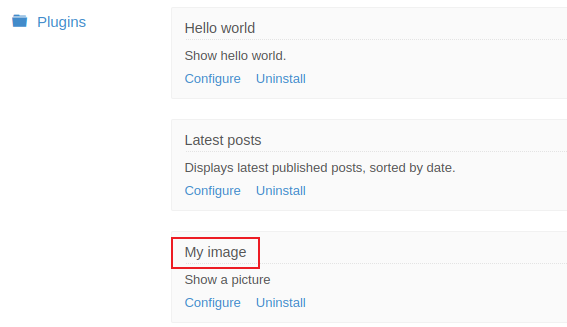 Plugins
Hello world
Show hello world.
Configure Uninstall
Latest posts
Displays latest published posts, sorted by date.
Configure Uninstall
My image
Show a picture
Configure Uninstall